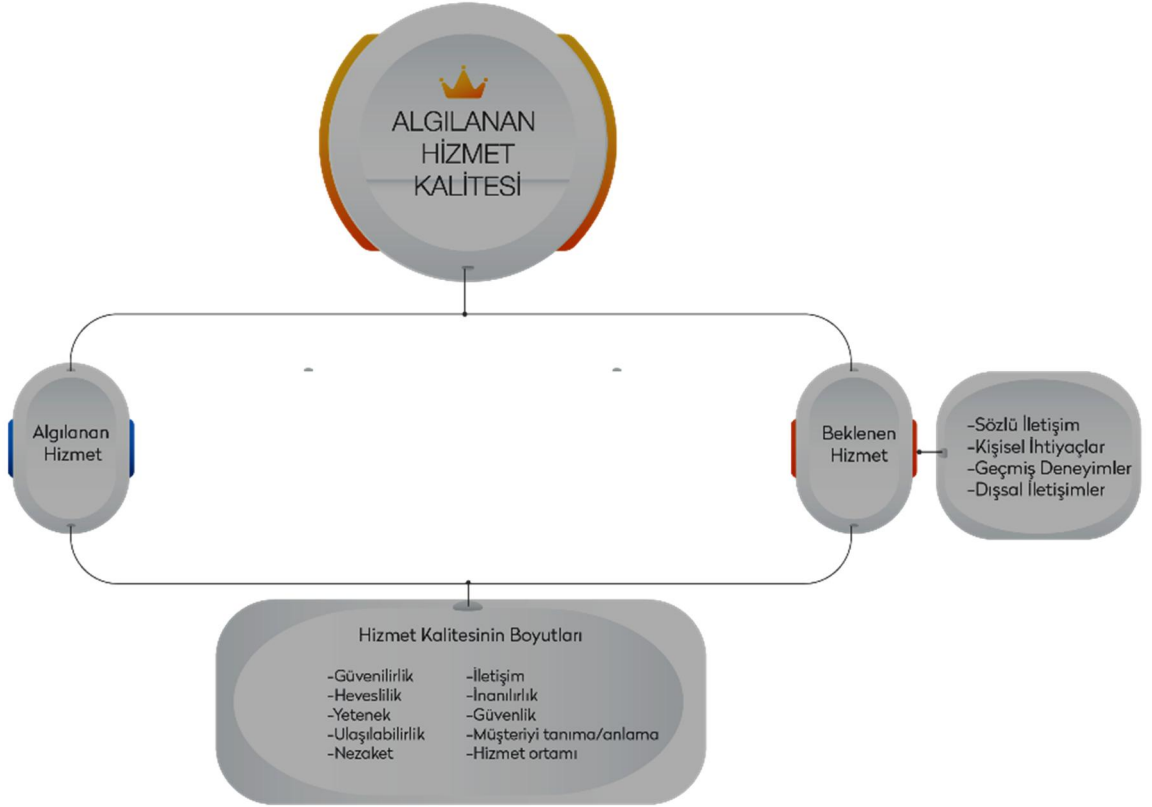 ALGILANAN
HİZMET
KALİTESİ
Algılanan
Hizmet
Beklenen
Hizmet
-Sözlü İletişim
-Kişisel İhtiyaçlar
-Geçmiş Deneyimler
-Dışsal İletişimler
Hizmet Kalitesinin Boyutları
-Güvenilirlik
-Heveslilik
-Yetenek
-Ulaşılabilirlik
-Nezaket
-İletişim
-İnanılırlık
-Güvenlik
-Müşteriyi tanıma/anlama
-Hizmet ortamı